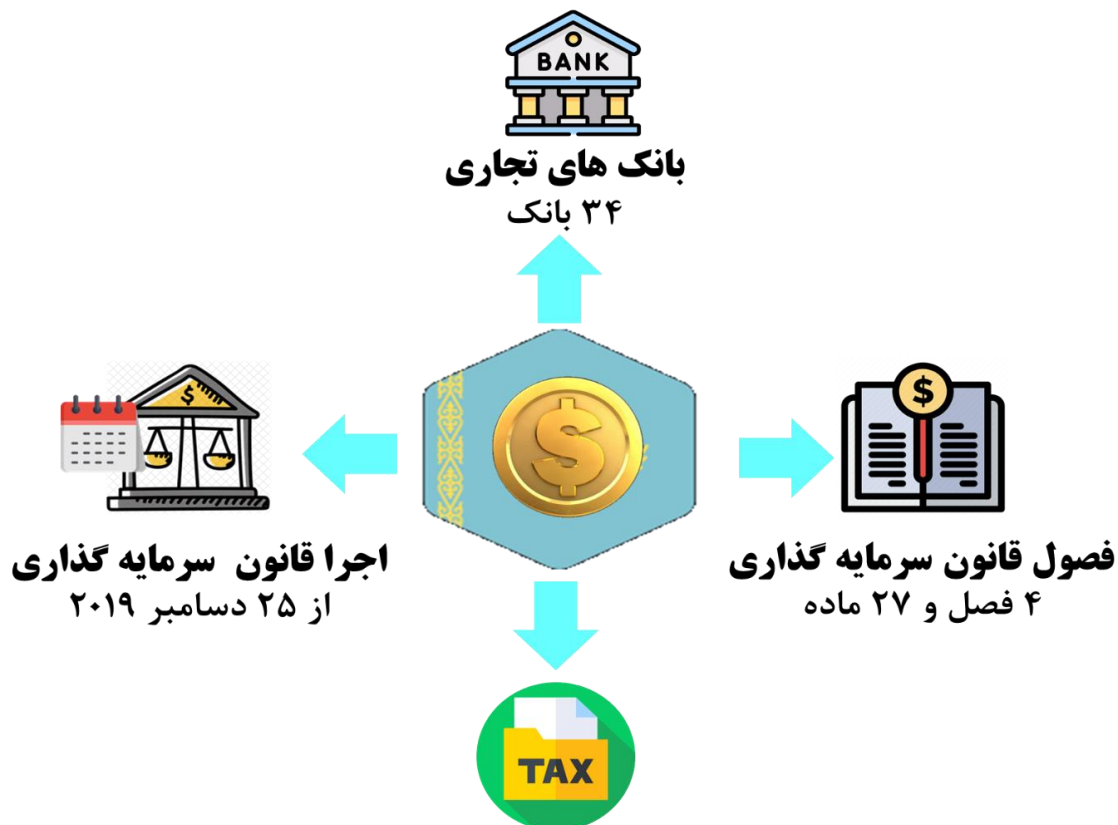 BANK
بانک های تجاری
۳۴ بانک
فصول قانون سرمایه گذاری
۴ فصل و ۲۷ ماده
اجرا قانون سرمایه گذاری
از ۲۵ دسامبر ۲۰۱۹
TAX